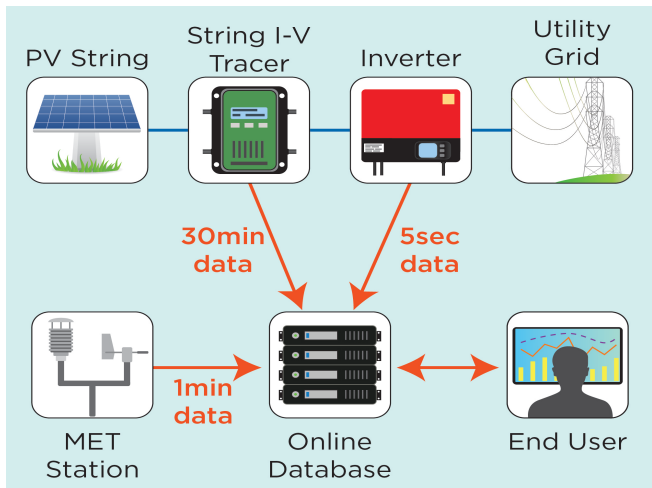 PV String
String I-V
Tracer
Inverter
Utility
Grid
30min
data
5sec
data
1min
data
MET
Station
Online
Database
End User